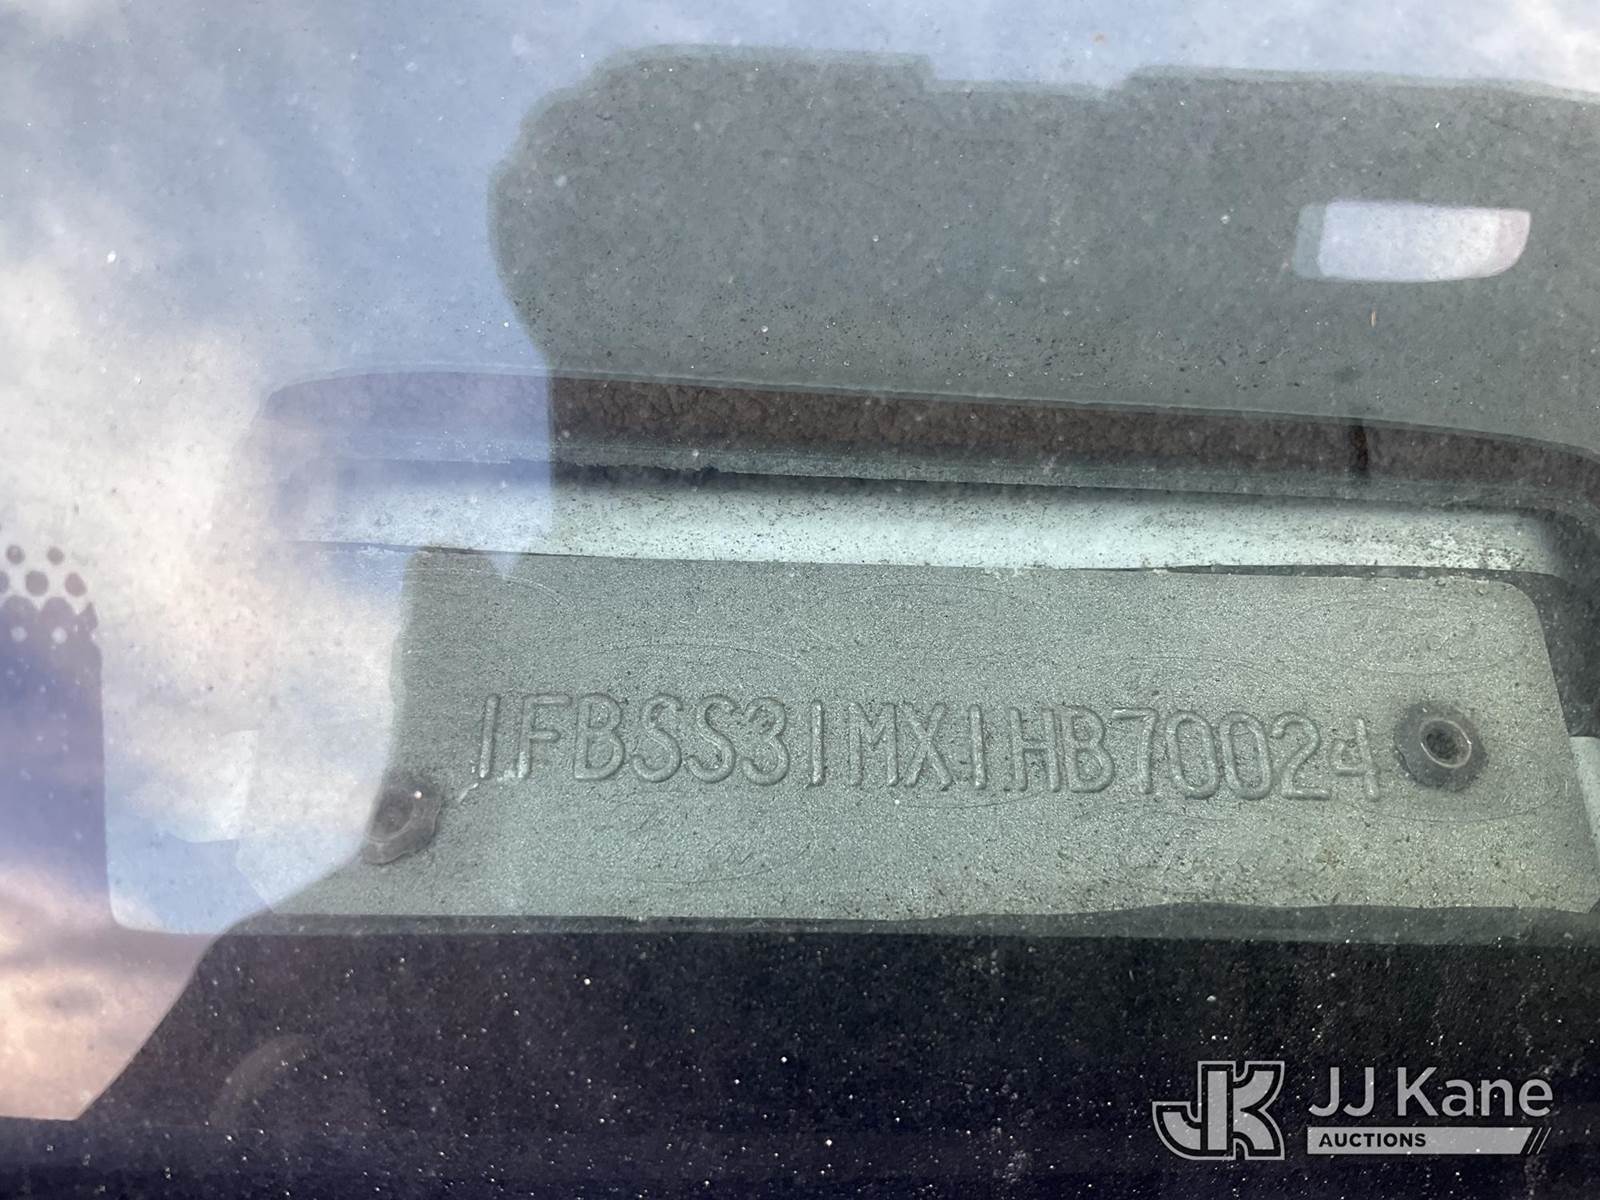 1FBSS31MX1HB70024
JK JJ Kane
AUCTIONS